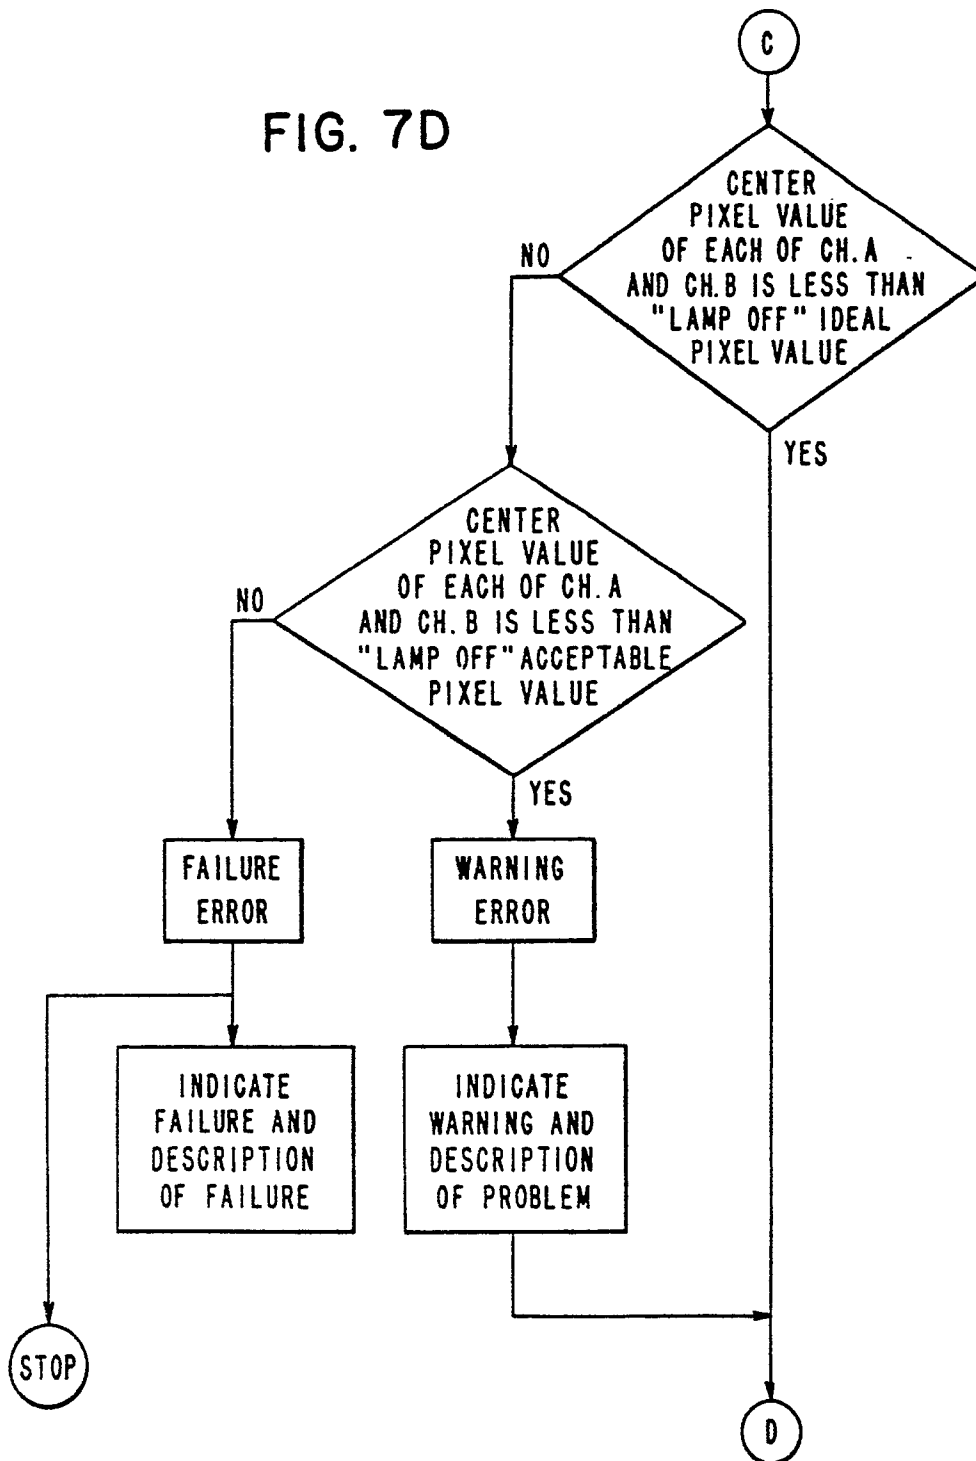 C
FIG. 7D
CENTER
PIXEL VALUE
OF EACH OF CH.A
AND CH.B IS LESS THAN
"LAMP OFF" IDEAL
PIXEL VALUE
NO
YES
CENTER
PIXEL VALUE
OF EACH OF CH.A
AND CH.B IS LESS THAN
"LAMP OFF" ACCEPTABLE
PIXEL VALUE
NO
YES
FAILURE
ERROR
WARNING
ERROR
INDICATE
FAILURE AND
DESCRIPTION
OF FAILURE
INDICATE
WARNING AND
DESCRIPTION
OF PROBLEM
STOP
D